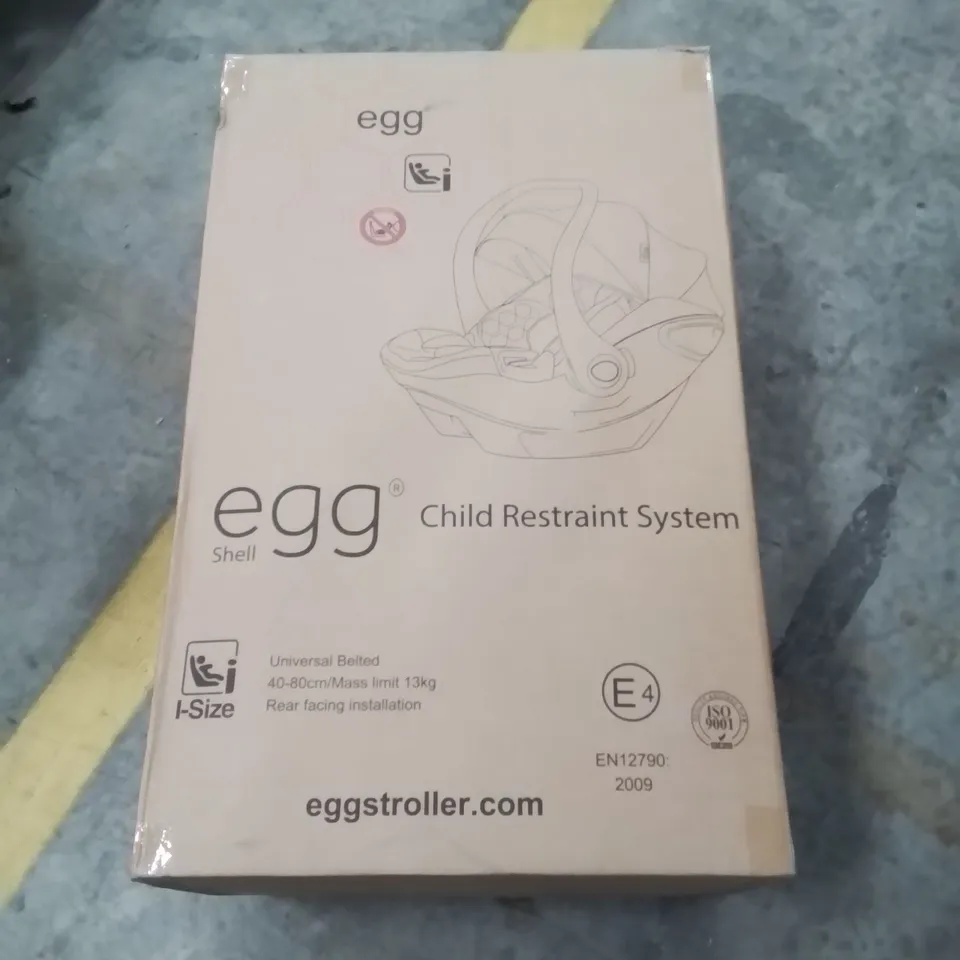 egg
i
egg®
Shell
Child Restraint System
i
I-Size
Universal Belted
40-80cm/Mass limit 13kg
Rear facing installation
E4
ISO
9001
EN12790:
2009
eggstroller.com